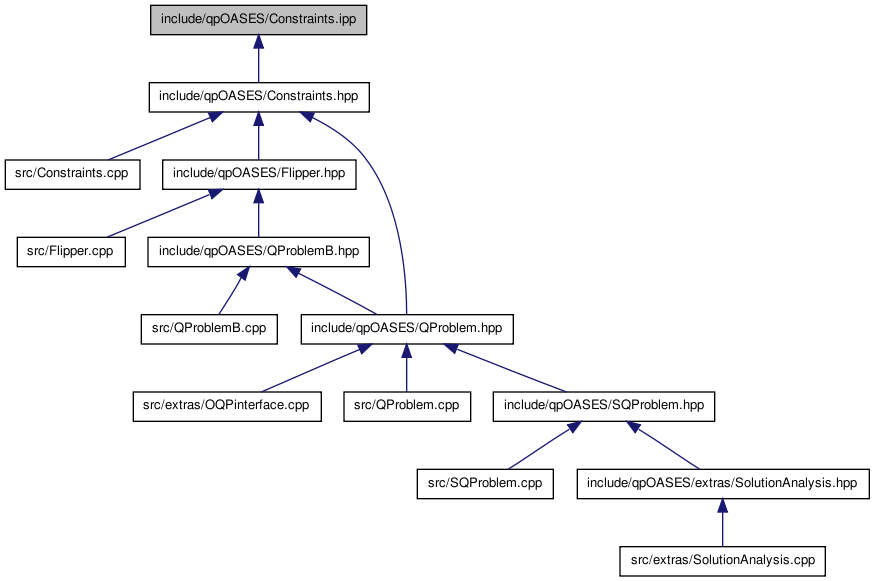 include/qpOASES/Constraints.ipp
include/qpOASES/Constraints.hpp
src/Constraints.cpp
include/qpOASES/Flipper.hpp
src/Flipper.cpp
include/qpOASES/QProblemB.hpp
src/QProblemB.cpp
include/qpOASES/QProblem.hpp
src/extras/OQPinterface.cpp
src/QProblem.cpp
include/qpOASES/SQProblem.hpp
src/SQProblem.cpp
include/qpOASES/extras/SolutionAnalysis.hpp
src/extras/SolutionAnalysis.cpp